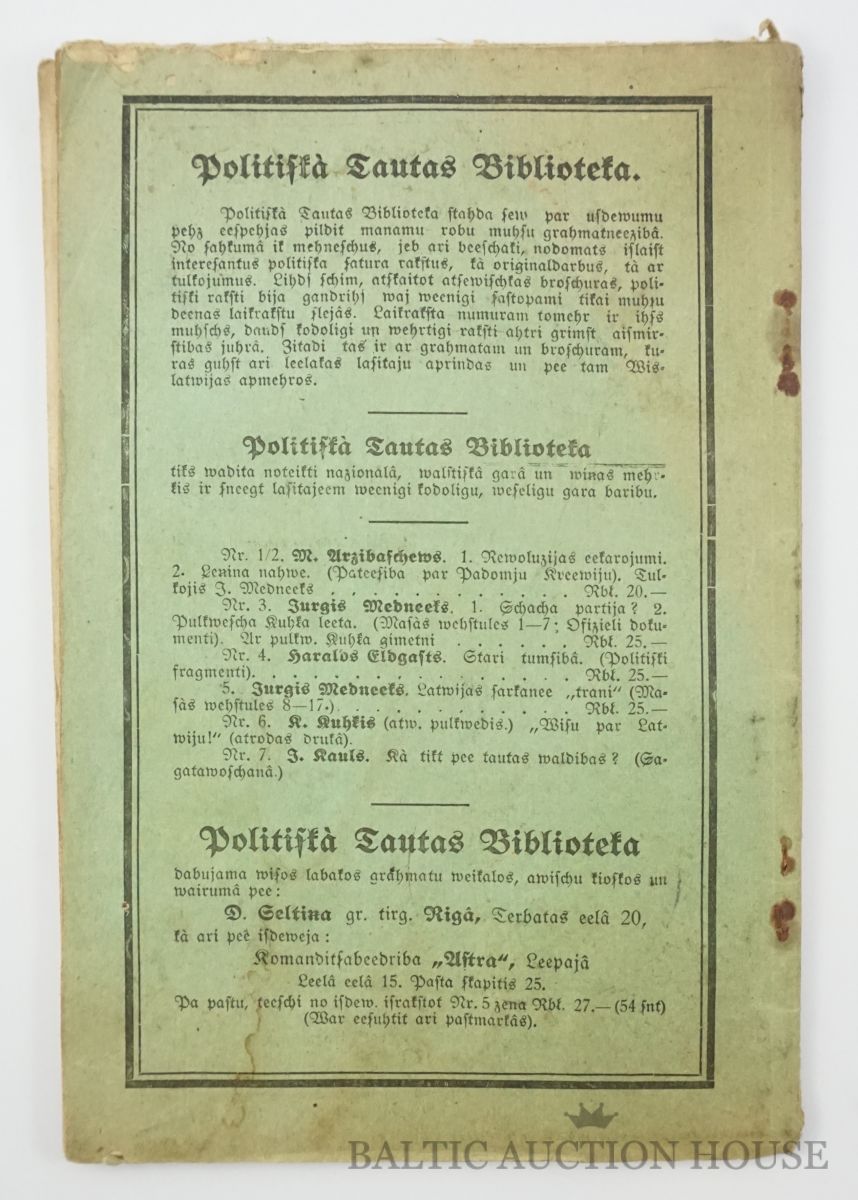 Politiſkà Tautas Biblioteka.
Politiſkà Tautas Biblioteka ſtahda ſew par uſdewumu
pehz eeſpehjas pildit manamu robu muhſu grahmatneezibâ.
No ſahkumâ ik mehneſchus, jeb ari beeſchaki, nodomats iſlaiſt
intereſantus politiſka ſatura rakſtus, kà originaldarbus, tà ar
tulkojumus. Lihdſ ſchim, atſkaitot atſewiſchkas broſchuras, poli-
tiſki rakſti bija gandrihſ waj weenigi ſaſtopami tikai muhſu
deenas laikrakſtu ſlejâs. Laikrakſta numuram tomehr ir ihſs
muhſchs, daudſ kodoligi un wehrtigi rakſti ahtri grimſt aiſmir-
ſtibas juhrâ. Zitadi tas ir ar grahmatam un broſchuram, ku-
ras guhſt ari leelakas laſitaju aprindas un pee tam Wis-
latwijas apmehros.
Politiſkà Tautas Biblioteka
tiks wadita noteikti nazionalâ, walſtiſkâ garâ un winas mehr-
kis ir ſneegt laſitajeem weenigi kodoligu, weſeligu gara baribu.
Nr. 1/2. M. Arzibaſchews. 1. Rewoluzijas eekarojumi.
2. Lenina nahwe. (Pateeſiba par Padomju Kreewiju). Tul-
kojis J. Medneeks . . . . . . . . . . . Rbl. 20.—
Nr. 3. Jurgis Medneeks. 1. Schacha partija? 2.
Pulkweſcha Kuhka leeta. (Maſàs wehſtules 1—7; Ofizieli doku-
menti). Ar pulkw. Kuhka gimetni . . . . . . Rbl. 25.—
Nr. 4. Haralds Eldgaſts. Stari tumſibâ. (Politiſki
fragmenti). . . . . . . . . . . . . . . Rbl. 25.—
5. Jurgis Medneeks. Latwijas ſarkanee „trani“ (Ma-
ſàs wehſtules 8—17.) . . . . . . . . . . Rbl. 25.—
Nr. 6. K. Kuhkis (atw. pulkwedis.) „Wiſu par Lat-
wiju!“ (atrodas drukâ).
Nr. 7. J. Kauls. Kà tikt pee tautas waldibas? (Sa-
gatawoſchanâ.)
Politiſkà Tautas Biblioteka
dabujama wiſos labakos grahmatu weikalos, awiſchu kioſkos un
wairumâ pee:
D. Seltina gr. tirg. Rigâ, Terbatas eelâ 20,
kà ari pee iſdeweja:
Komanditſabeedriba „Aſtra“, Leepajâ
Leelâ eelâ 15. Paſta ſkapitis 25.
Pa paſtu, teeſchi no iſdew. iſrakſtot Nr. 5 zena Rbl. 27.— (54 ſnt)
(War eeſuhtit ari paſtmarkâs).
BALTIC AUCTION HOUSE